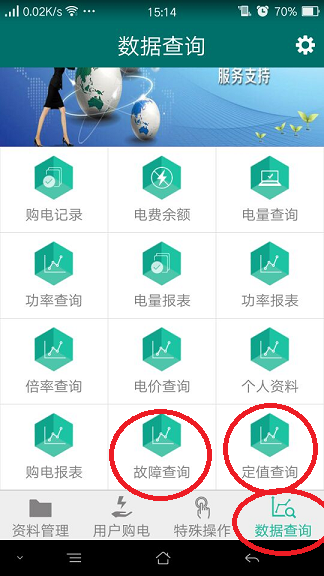 0.02K/s ... 15:14 70%
数据查询
服务支持
购电记录 电费余额 电量查询
功率查询 电量报表 功率报表
倍率查询 电价查询 个人资料
购电报表 故障查询 定值查询
资料管理 用户购电 特殊操作 数据查询